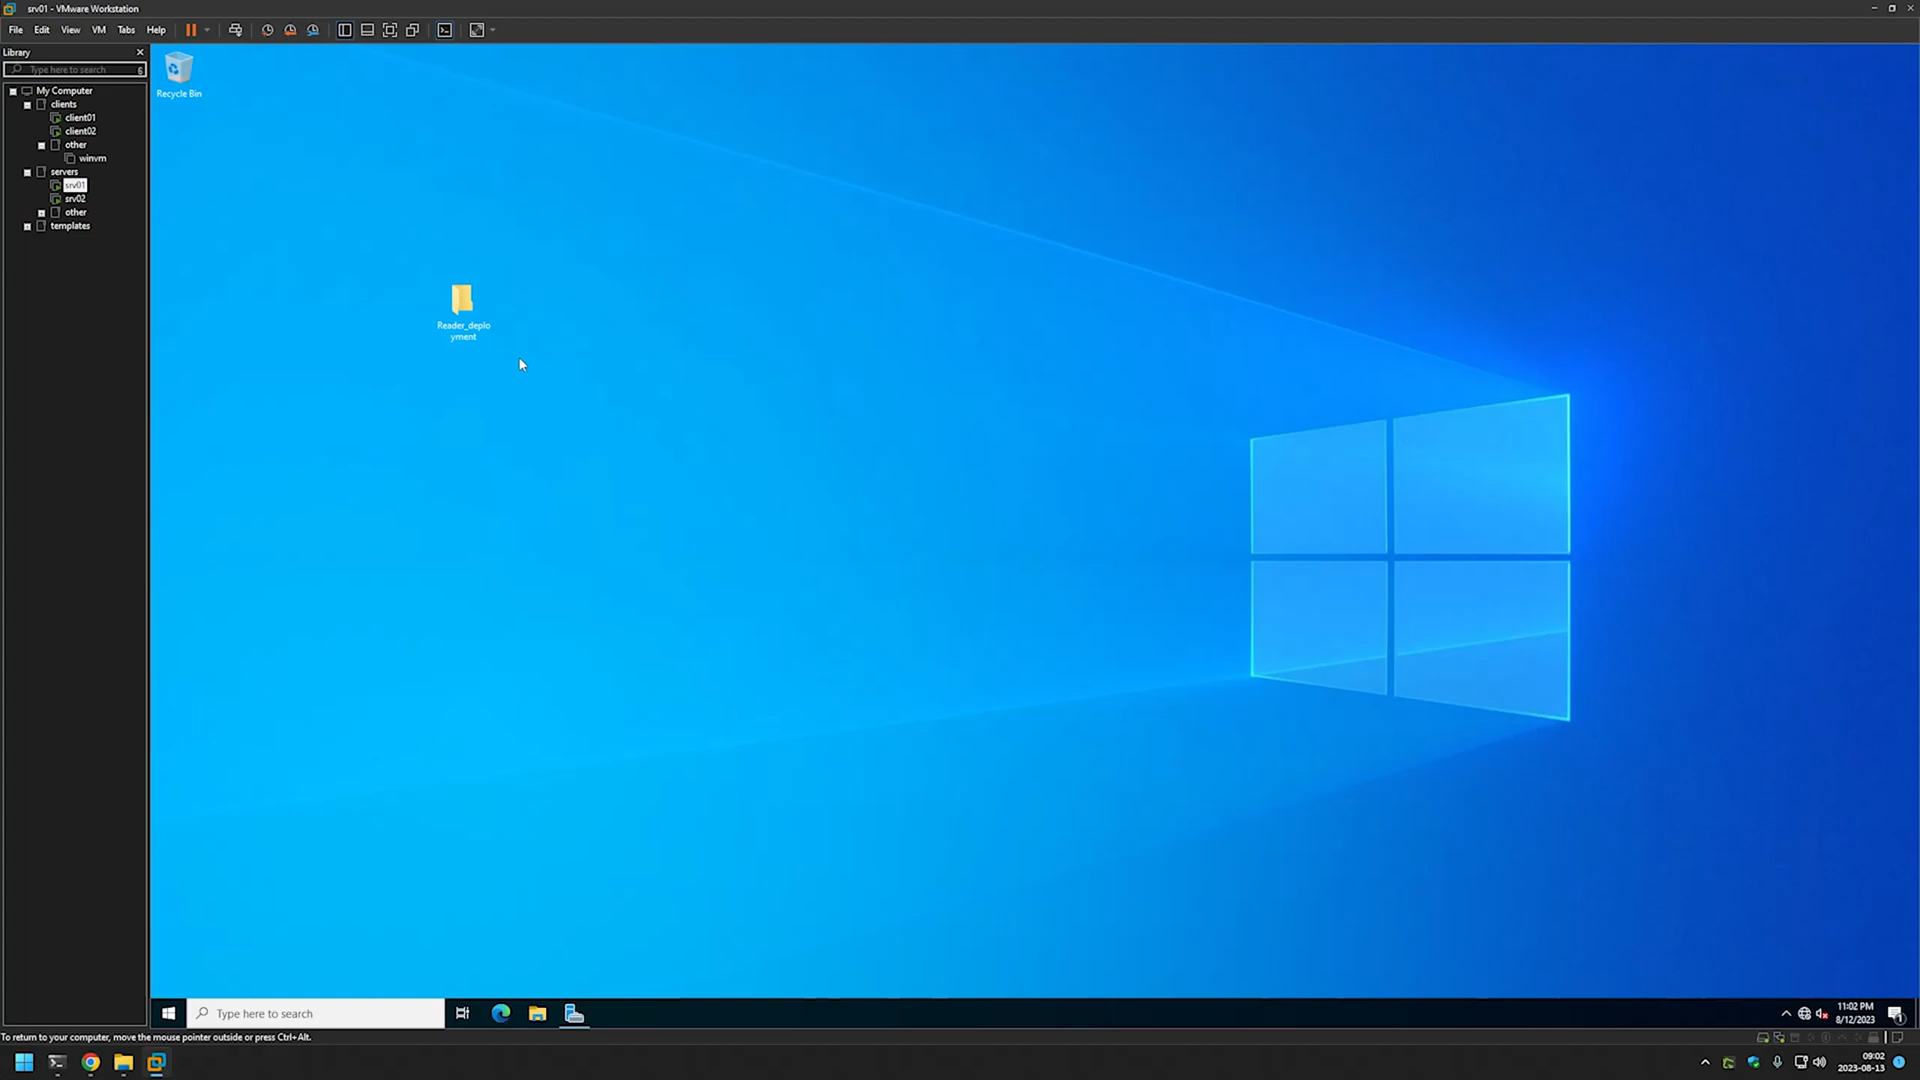 srv01 - VMware Workstation
File Edit View VM Tabs Help
Library
Type here to search
My Computer
clients
client01
client02
other
winvm
servers
srv01
srv02
other
templates
Recycle Bin
Reader_deplo
yment
Type here to search
11:02 PM
8/12/2023
1
To return to your computer, move the mouse pointer outside or press Ctrl+Alt.
09:02
2023-08-13
1